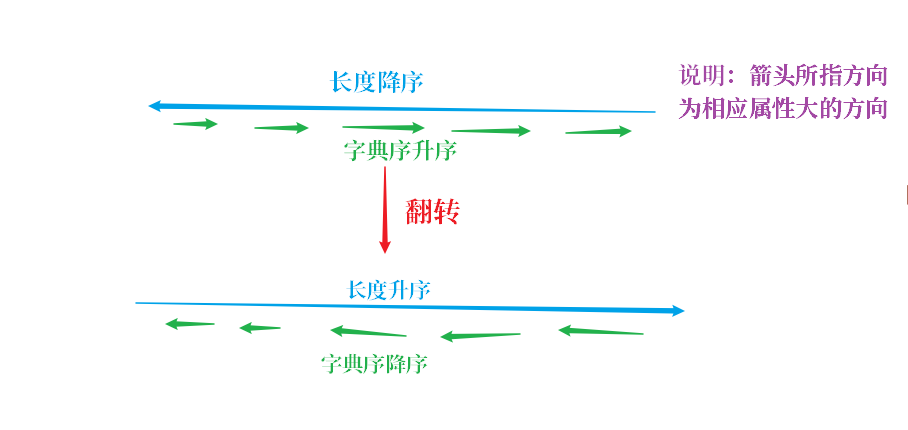 长度降序
说明：箭头所指方向
为相应属性大的方向
字典序升序
翻转
长度升序
字典序降序